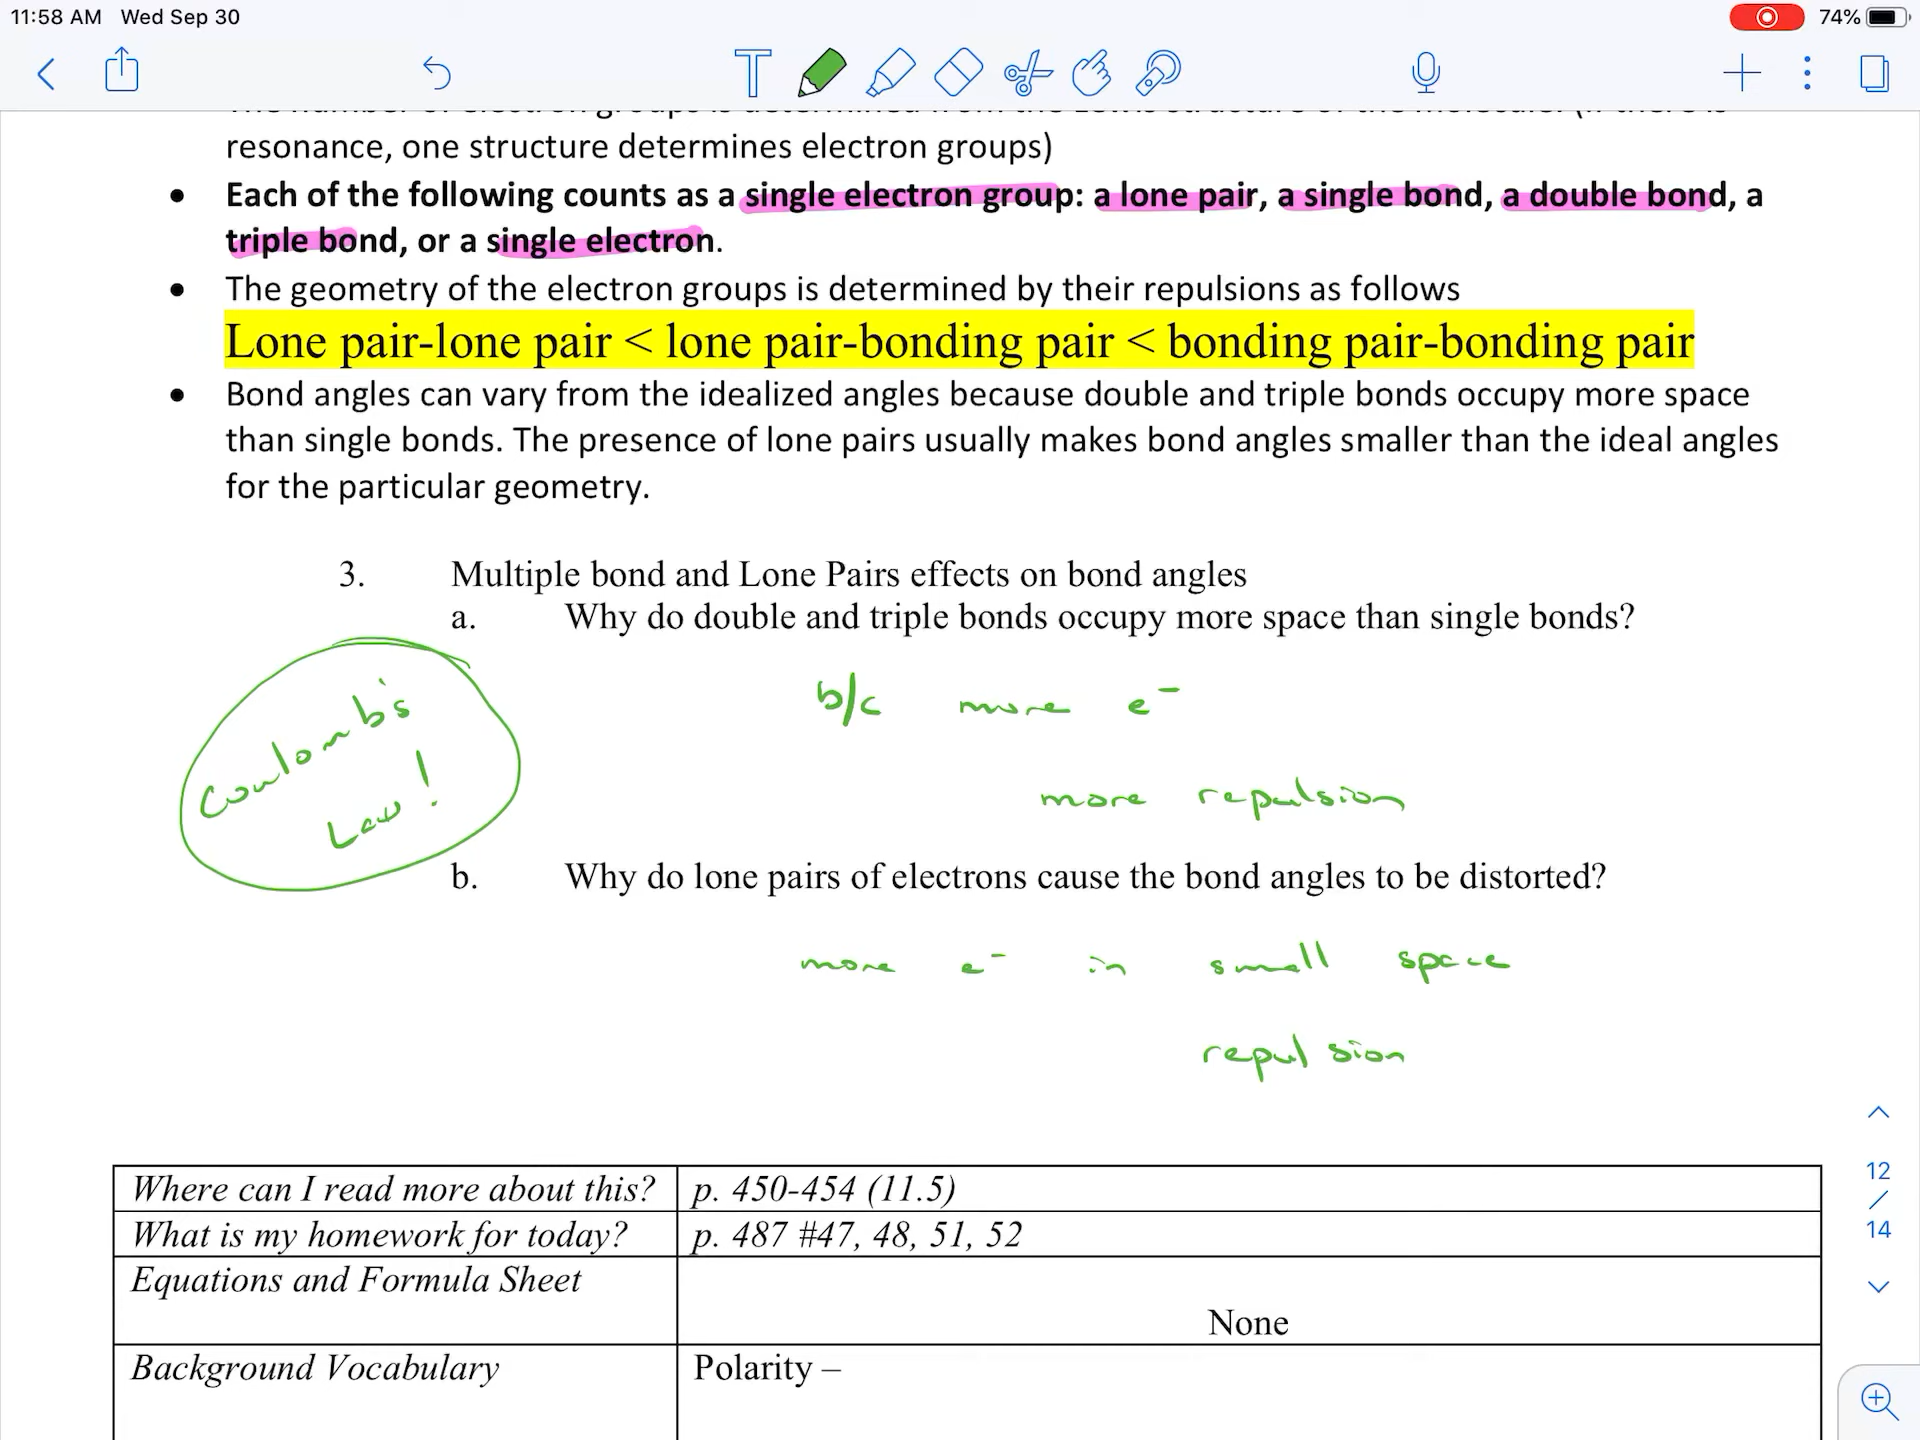 11:58 AM Wed Sep 30
74%
resonance, one structure determines electron groups)
• Each of the following counts as a single electron group: a lone pair, a single bond, a double bond, a
triple bond, or a single electron.
• The geometry of the electron groups is determined by their repulsions as follows
Lone pair-lone pair < lone pair-bonding pair < bonding pair-bonding pair
• Bond angles can vary from the idealized angles because double and triple bonds occupy more space
than single bonds. The presence of lone pairs usually makes bond angles smaller than the ideal angles
for the particular geometry.
3. Multiple bond and Lone Pairs effects on bond angles
a. Why do double and triple bonds occupy more space than single bonds?
b/c more e⁻
more repulsion
Coulomb's
Law!
b. Why do lone pairs of electrons cause the bond angles to be distorted?
more e⁻ in small space
repulsion
Where can I read more about this? p. 450-454 (11.5)
What is my homework for today? p. 487 #47, 48, 51, 52
Equations and Formula Sheet
None
Background Vocabulary Polarity –
12
/
14